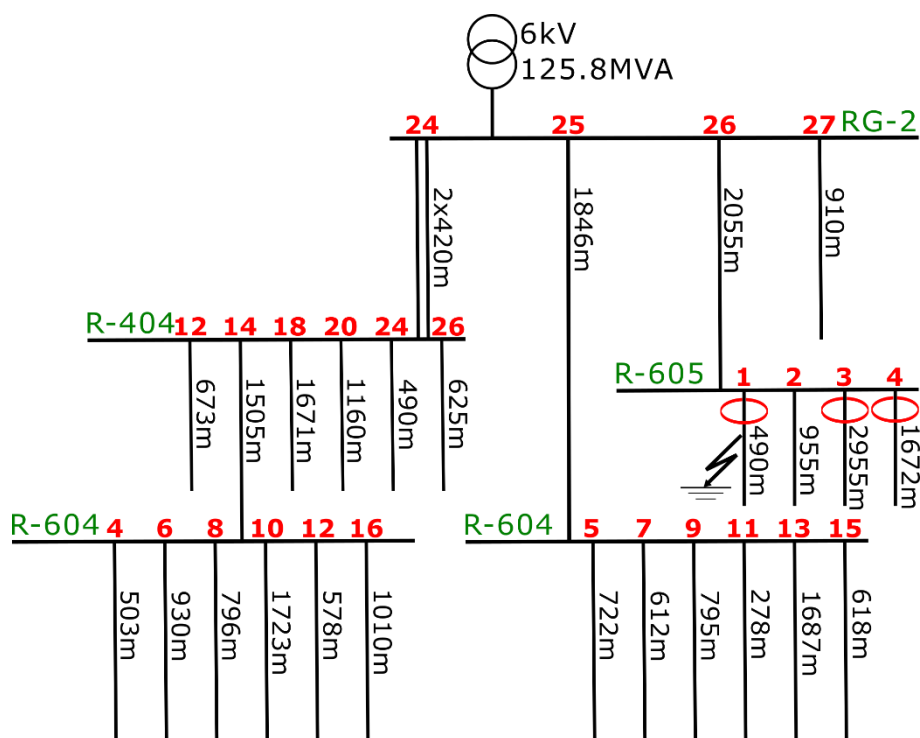 6kV
125.8MVA
24 25 26 27 RG-2
2x420m
1846m
2055m
910m
R-404 12 14 18 20 24 26
673m
1505m
1671m
1160m
490m
625m
R-605 1 2 3 4
490m
955m
2955m
1672m
R-604 4 6 8 10 12 16
503m
930m
796m
1723m
578m
1010m
R-604 5 7 9 11 13 15
722m
612m
795m
278m
1687m
618m